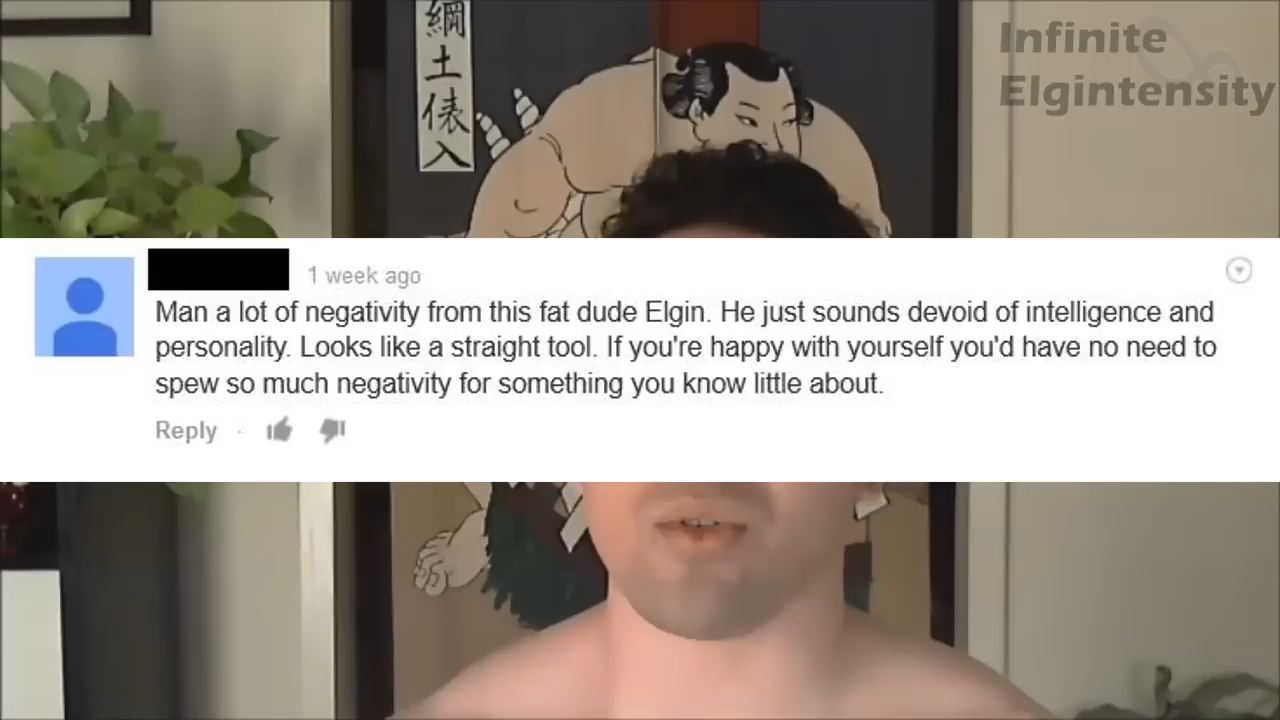 綱
土
俵
入
Infinite
Elgintensity
1 week ago
Man a lot of negativity from this fat dude Elgin. He just sounds devoid of intelligence and
personality. Looks like a straight tool. If you're happy with yourself you'd have no need to
spew so much negativity for something you know little about.
Reply ·